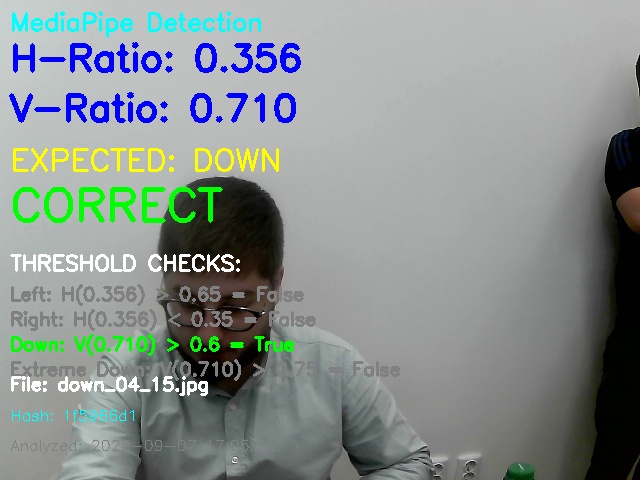 MediaPipe Detection
H-Ratio: 0.356
V-Ratio: 0.710
EXPECTED: DOWN
CORRECT
THRESHOLD CHECKS:
Left: H(0.356) > 0.65 = False
Right: H(0.356) < 0.35 = False
Down: V(0.710) > 0.6 = True
Extreme Down: V(0.710) > 0.75 = False
File: down_04_15.jpg
Hash:
Analyzed: